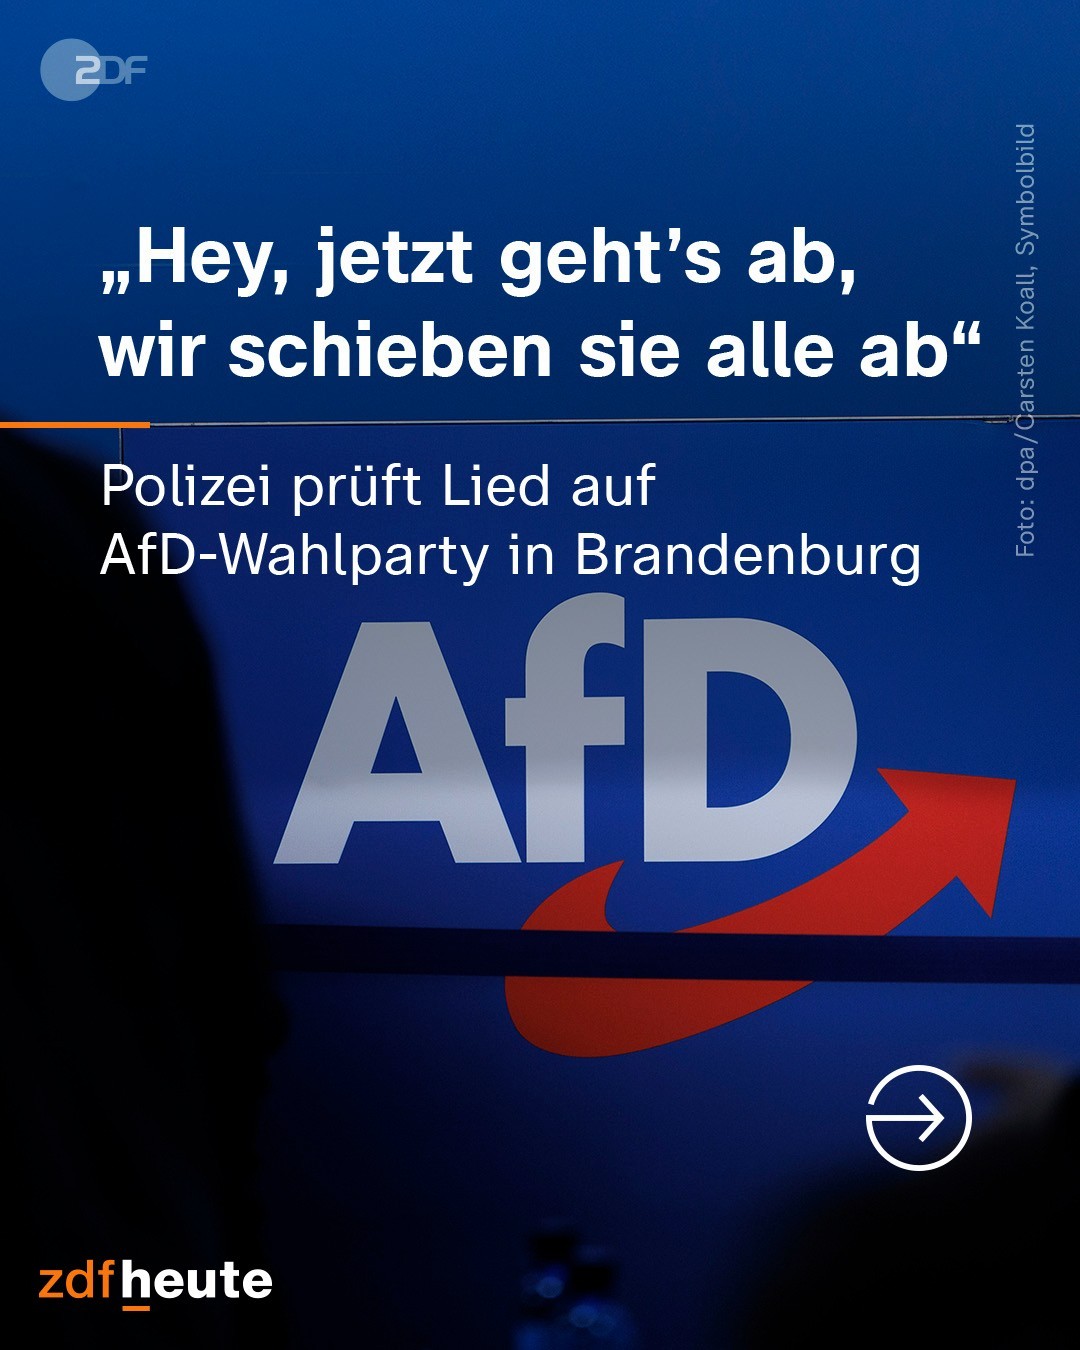 ZDF
„Hey, jetzt geht’s ab,
wir schieben sie alle ab“
Polizei prüft Lied auf
AfD-Wahlparty in Brandenburg
Foto: dpa/Carsten Koall, Symbolbild
AfD
zdfheute